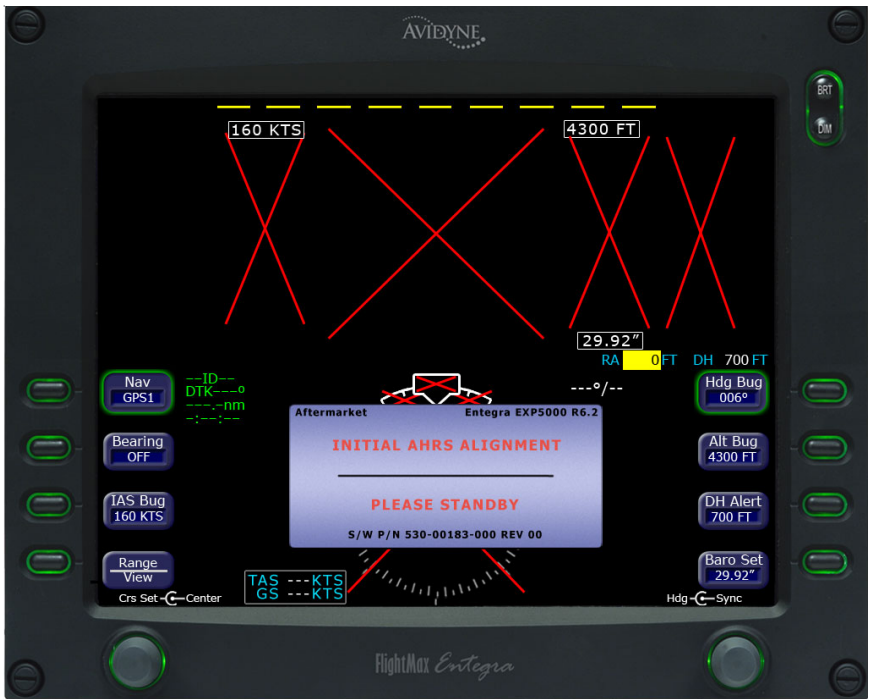 AVIDYNE
BRT
DIM
160 KTS
4300 FT
29.92"
RA 0 FT DH 700 FT
Nav
GPS1
--ID--
DTK---°
---.-nm
-:--:--
---°/--
Hdg Bug
006°
Aftermarket Entegra EXP5000 R6.2
INITIAL AHRS ALIGNMENT
PLEASE STANDBY
S/W P/N 530-00183-000 REV 00
Bearing
OFF
Alt Bug
4300 FT
IAS Bug
160 KTS
DH Alert
700 FT
Range
View
Baro Set
29.92"
TAS ---KTS
GS ---KTS
Crs Set Center
Hdg Sync
FlightMax Entegra